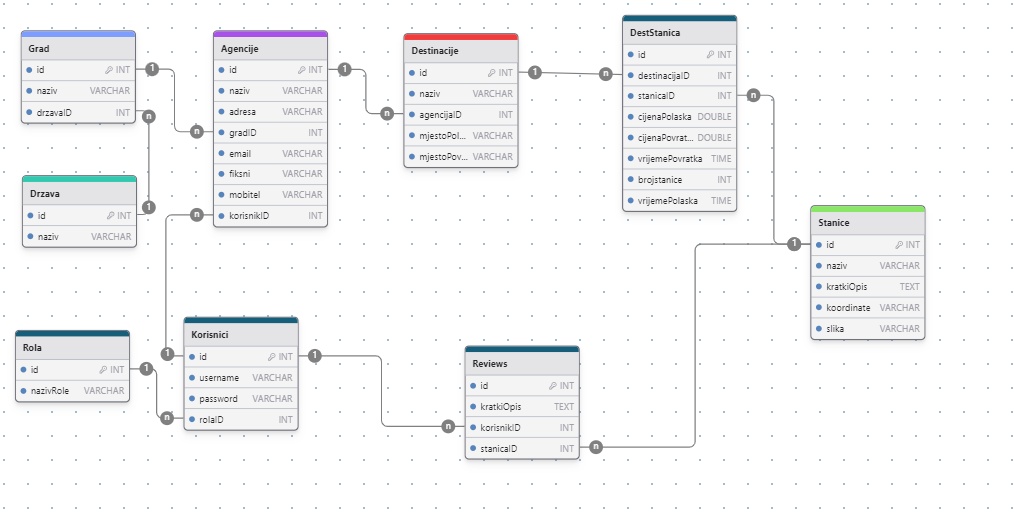 Grad
id INT
naziv VARCHAR
drzavaID INT
Drzava
id INT
naziv VARCHAR
Agencije
id INT
naziv VARCHAR
adresa VARCHAR
gradID INT
email VARCHAR
fiksni VARCHAR
mobitel VARCHAR
korisnikID INT
Destinacije
id INT
naziv VARCHAR
agencijaID INT
mjestoPol... VARCHAR
mjestoPov... VARCHAR
DestStanica
id INT
destinacijaID INT
stanicaID INT
cijenaPolaska DOUBLE
cijenaPovrat... DOUBLE
vrijemePovratka TIME
brojstanice INT
vrijemePolaska TIME
Stanice
id INT
naziv VARCHAR
kratkiOpis TEXT
koordinate VARCHAR
slika VARCHAR
Rola
id INT
nazivRole VARCHAR
Korisnici
id INT
username VARCHAR
password VARCHAR
rolaID INT
Reviews
id INT
kratkiOpis TEXT
korisnikID INT
stanicaID INT
1
n
1
n
1
n
1
n
n
1
1
n
1
n
1
n
n